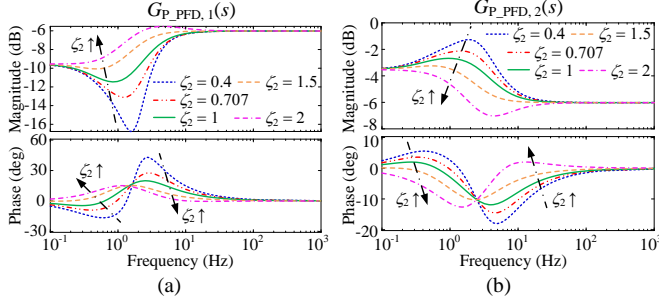 G_P_PFD, 1(s)
Magnitude (dB)
-6
-8
-10
-12
-14
-16
ζ2↑
ζ2 = 0.4
ζ2 = 1.5
ζ2 = 0.707
ζ2 = 1
ζ2 = 2
Phase (deg)
60
30
0
-30
ζ2↑
ζ2↑
10^-1
10^0
10^1
10^2
10^3
Frequency (Hz)
(a)
G_P_PFD, 2(s)
Magnitude (dB)
0
-2
-4
-6
-8
ζ2↑
ζ2 = 0.4
ζ2 = 1.5
ζ2 = 0.707
ζ2 = 1
ζ2 = 2
Phase (deg)
10
0
-10
-20
ζ2↑
ζ2↑
10^-1
10^0
10^1
10^2
10^3
Frequency (Hz)
(b)